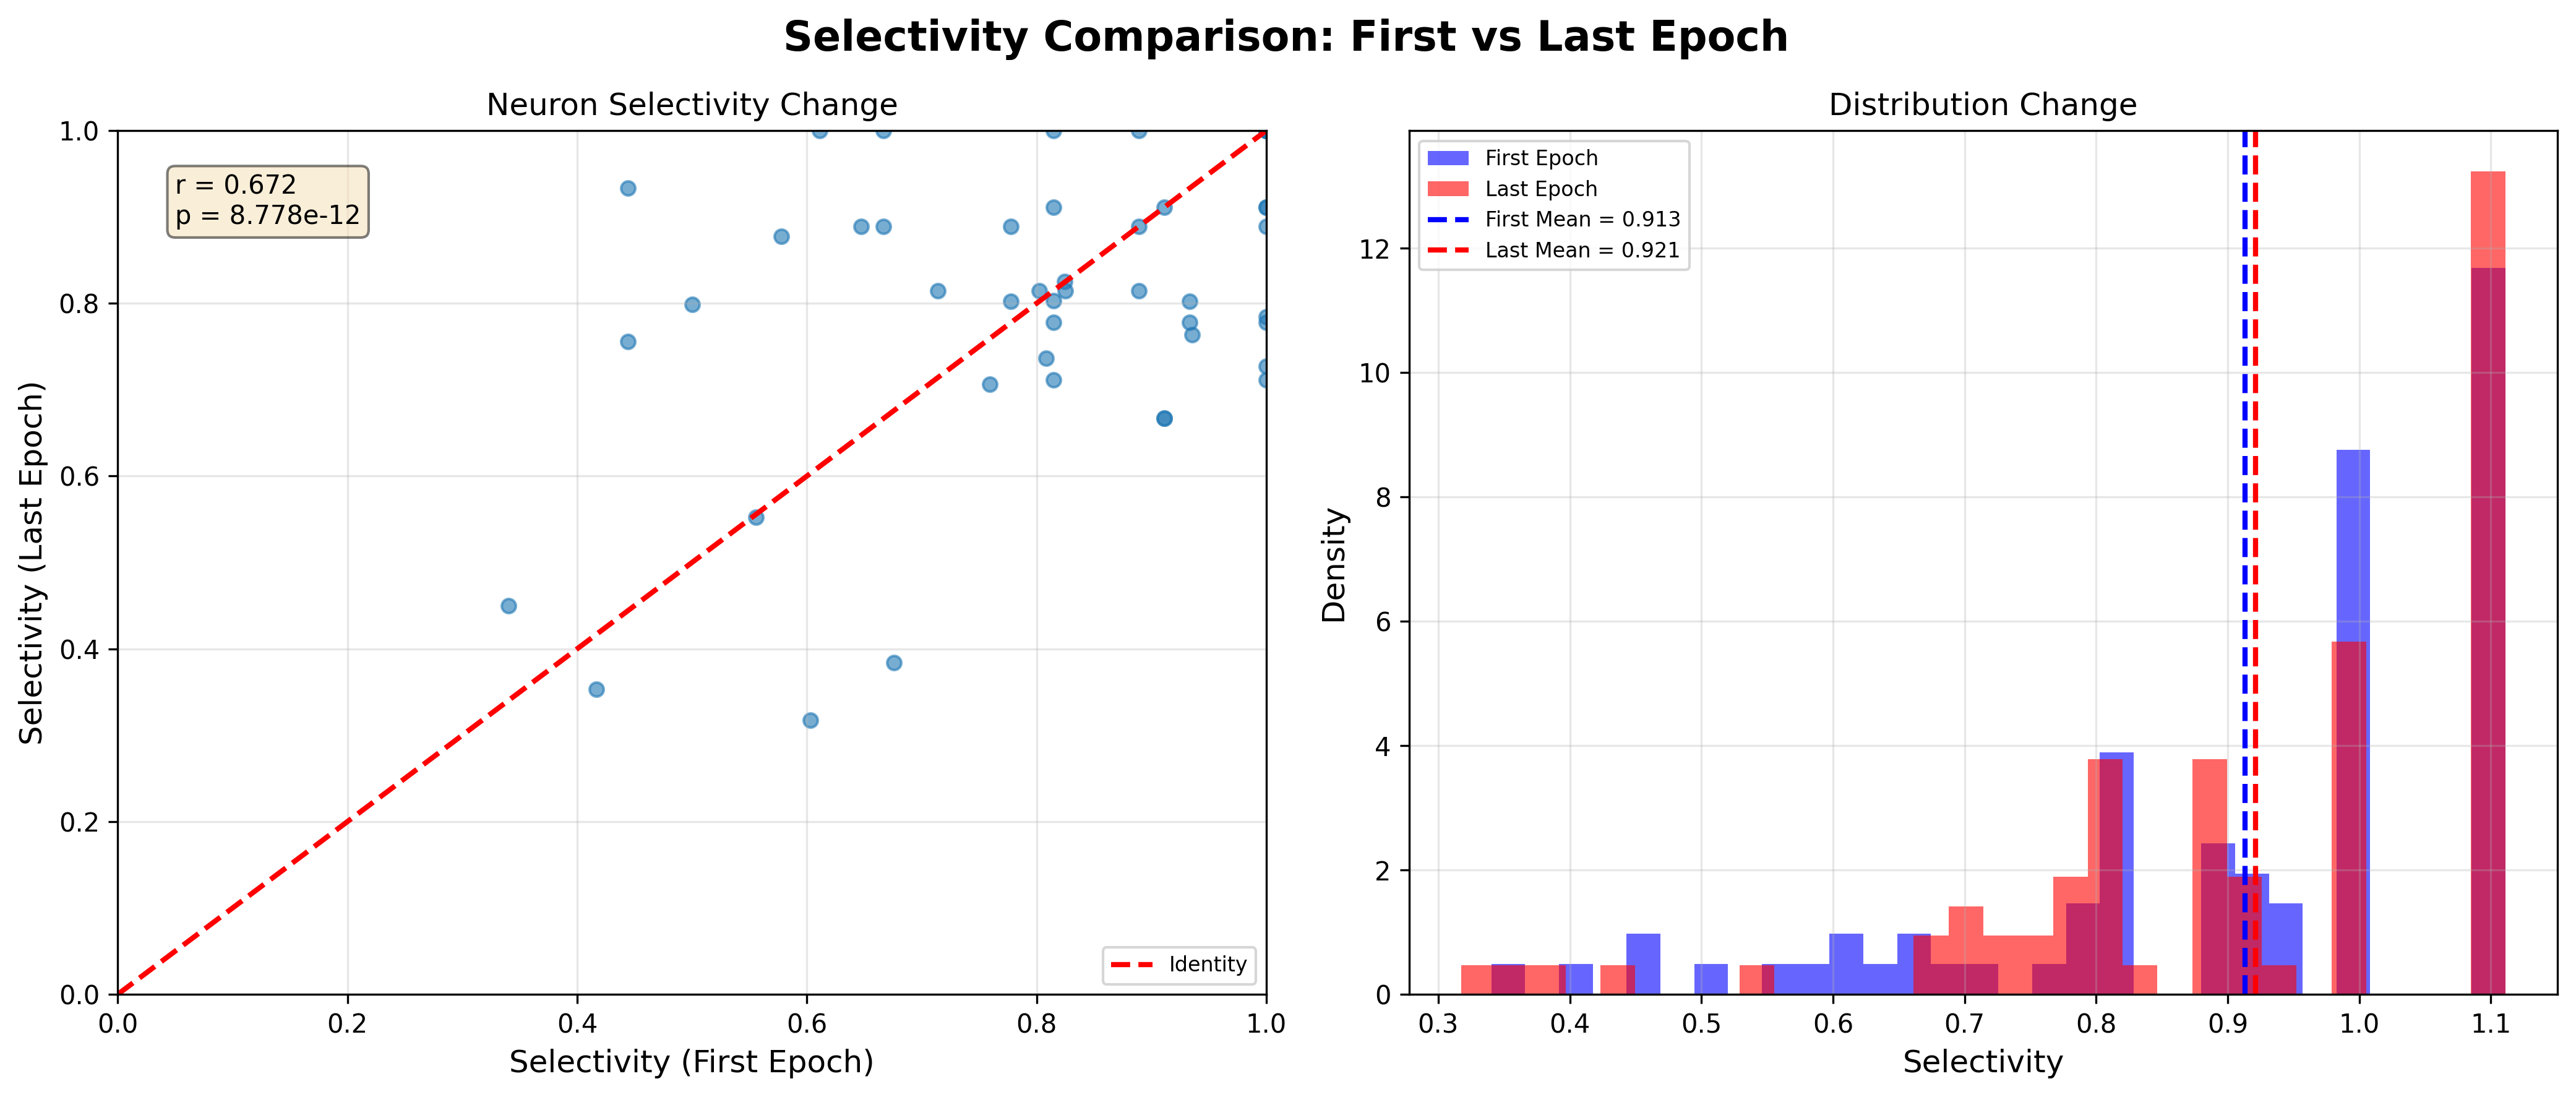 Selectivity Comparison: First vs Last Epoch
Neuron Selectivity Change
r = 0.672
p = 8.778e-12
Selectivity (Last Epoch)
1.0
0.8
0.6
0.4
0.2
0.0
0.0 0.2 0.4 0.6 0.8 1.0
Selectivity (First Epoch)
Identity
Distribution Change
First Epoch
Last Epoch
First Mean = 0.913
Last Mean = 0.921
Density
12
10
8
6
4
2
0
0.3 0.4 0.5 0.6 0.7 0.8 0.9 1.0 1.1
Selectivity